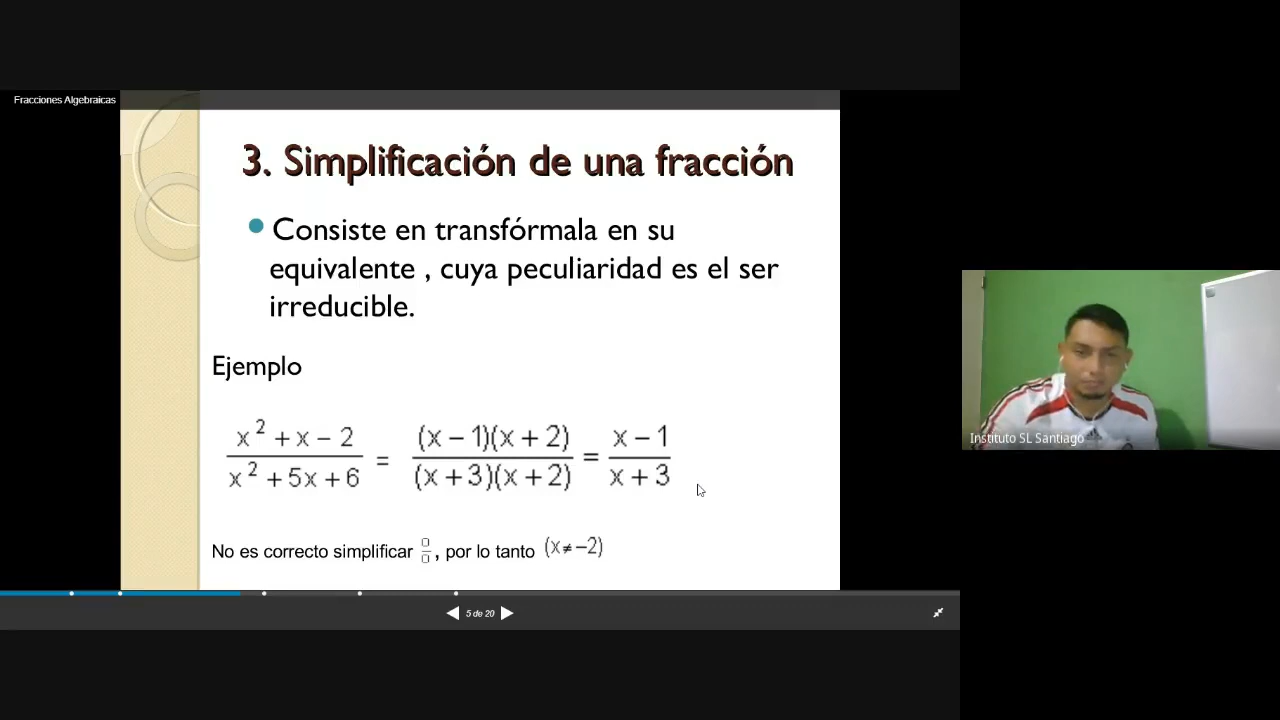 Fracciones Algebraicas
3. Simplificación de una fracción
Consiste en transfórmala en su
equivalente , cuya peculiaridad es el ser
irreducible.
Ejemplo
x² + x − 2 / x² + 5x + 6 = (x − 1)(x + 2) / (x + 3)(x + 2) = x − 1 / x + 3
No es correcto simplificar 0/0, por lo tanto (x ≠ −2)
5 de 20
Instituto SL Santiago